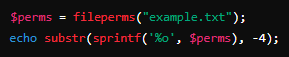 $perms = fileperms("example.txt");
echo substr(sprintf('%o', $perms), -4);